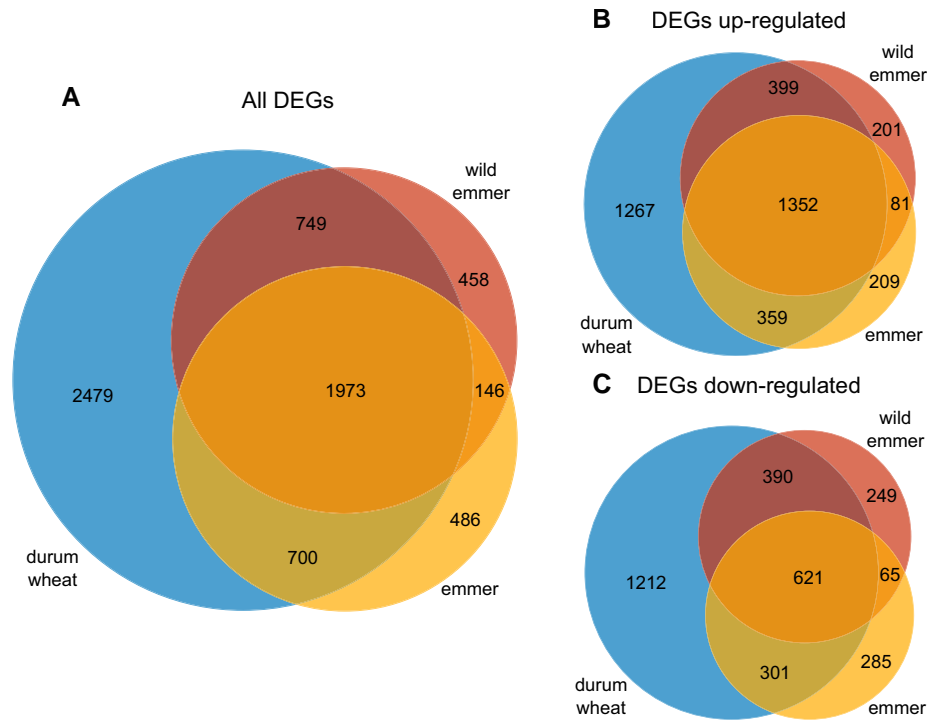 A
All DEGs
wild
emmer
749
458
2479
1973
146
486
700
durum
wheat
emmer
B
DEGs up-regulated
wild
emmer
399
201
1267
1352
81
209
359
durum
wheat
emmer
C
DEGs down-regulated
wild
emmer
390
249
1212
621
65
285
301
durum
wheat
emmer